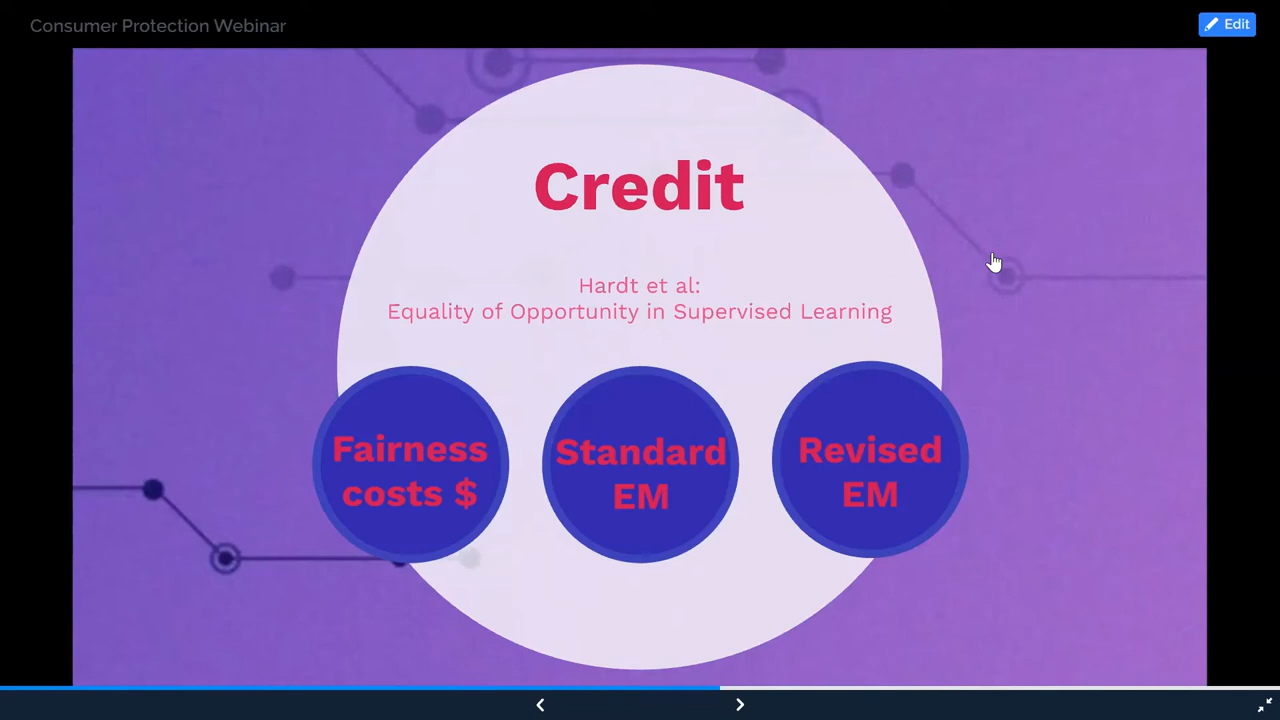 Consumer Protection Webinar
Edit
Credit
Hardt et al:
Equality of Opportunity in Supervised Learning
Fairness
costs $
Standard
EM
Revised
EM